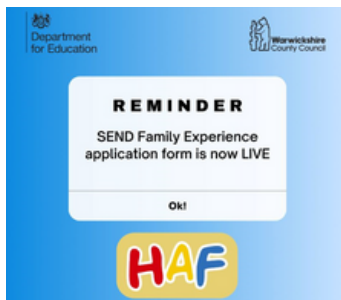 Department
for Education
Warwickshire
County Council
REMINDER
SEND Family Experience
application form is now LIVE
Ok!
HAF